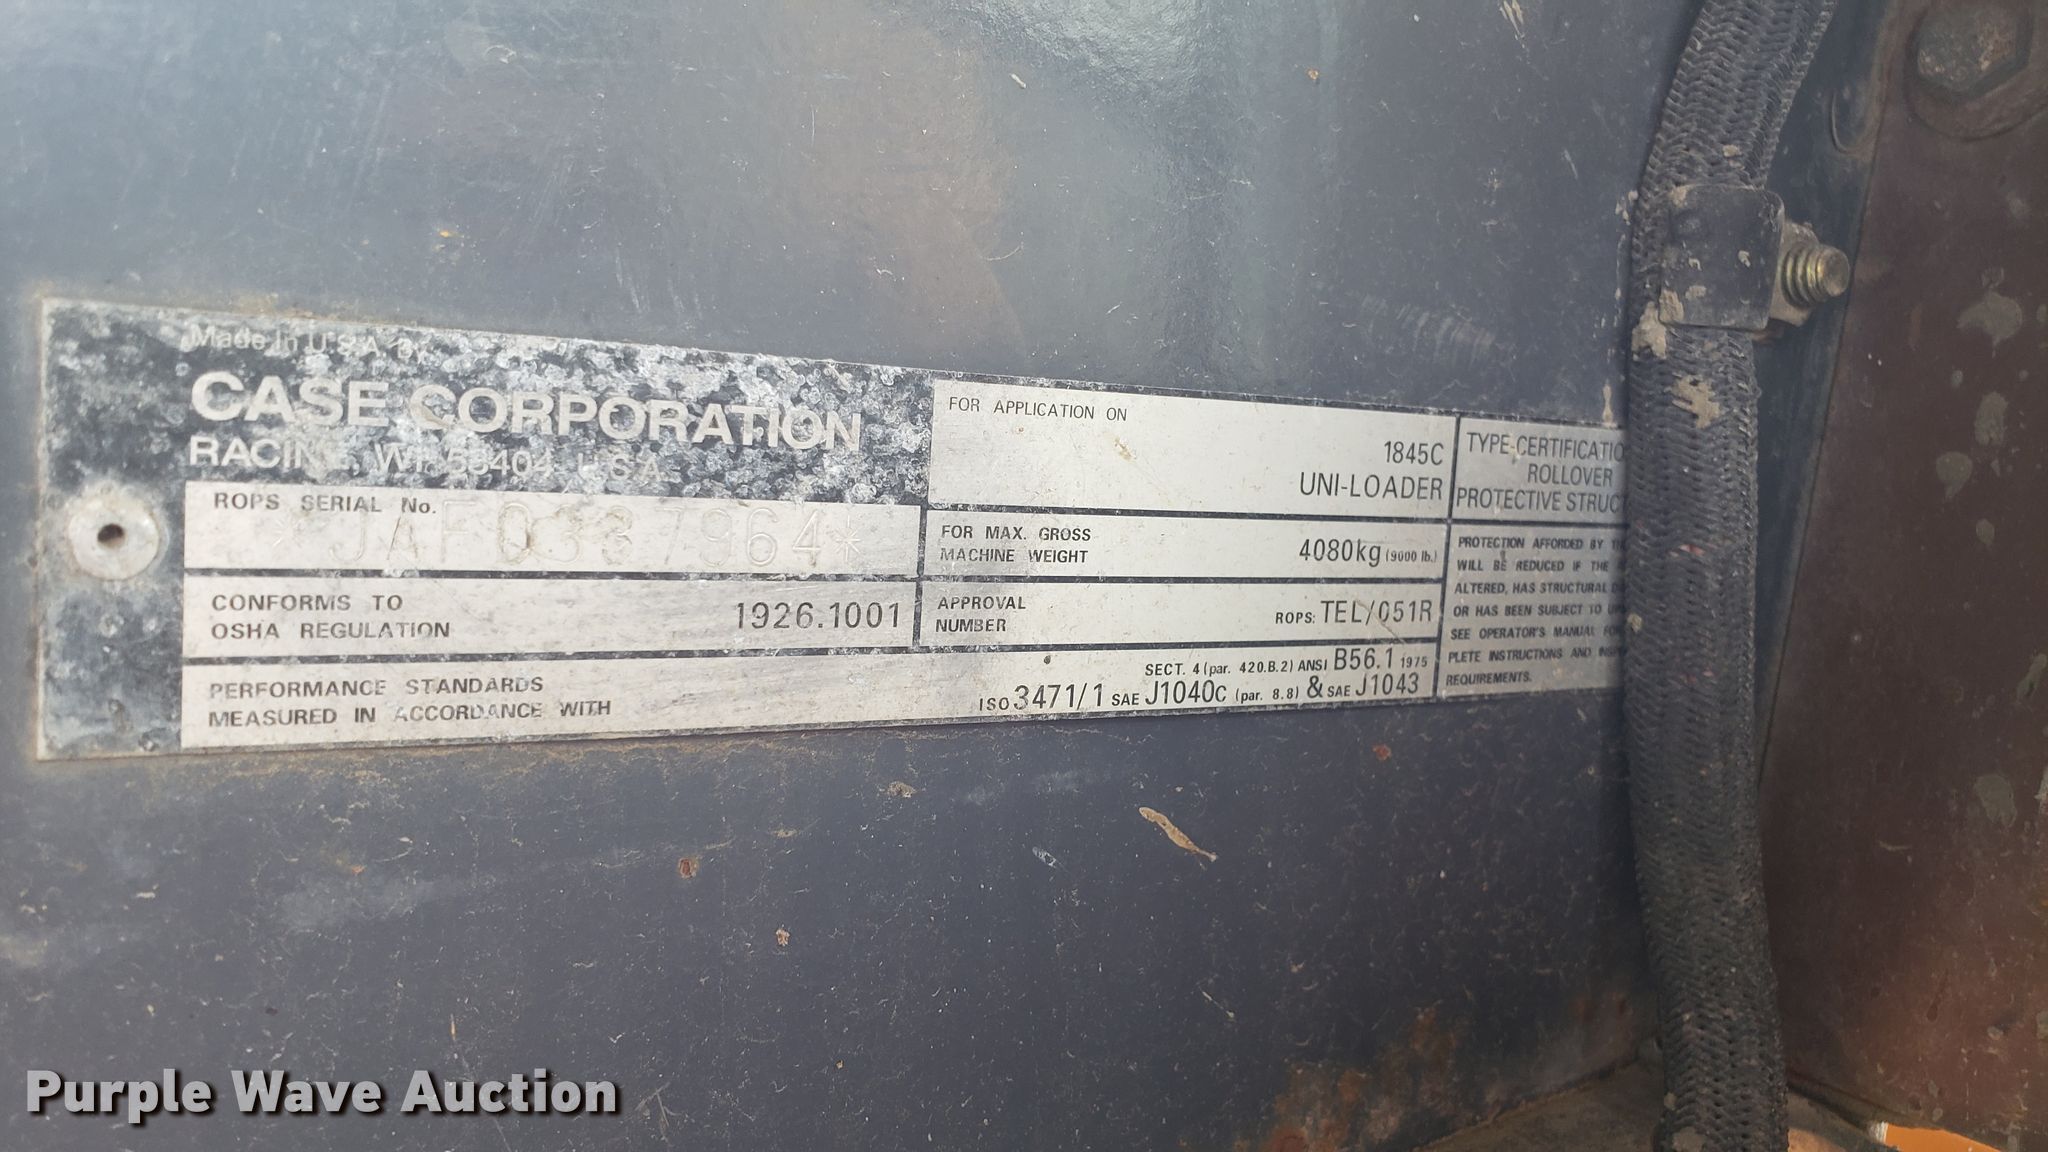 Made In U.S.A. by
CASE CORPORATION
RACINE, WI 53404 U.S.A.
ROPS SERIAL No.
*JAF0337964*
CONFORMS TO
OSHA REGULATION
1926.1001
PERFORMANCE STANDARDS
MEASURED IN ACCORDANCE WITH
SECT. 4 (par. 420.B.2) ANSI B56.1 1975
ISO 3471/1 SAE J1040C (par. 8.8) & SAE J1043
FOR APPLICATION ON
1845C
UNI-LOADER
FOR MAX. GROSS
MACHINE WEIGHT
4080kg (9000 lb.)
APPROVAL
NUMBER
ROPS: TEL/051R
TYPE-CERTIFICATIO
ROLLOVER
PROTECTIVE STRUCT
PROTECTION AFFORDED BY
WILL BE REDUCED IF THE
ALTERED, HAS STRUCTURAL
OR HAS BEEN SUBJECT TO
SEE OPERATOR'S MANUAL
PLETE INSTRUCTIONS AND
REQUIREMENTS.
Purple Wave Auction